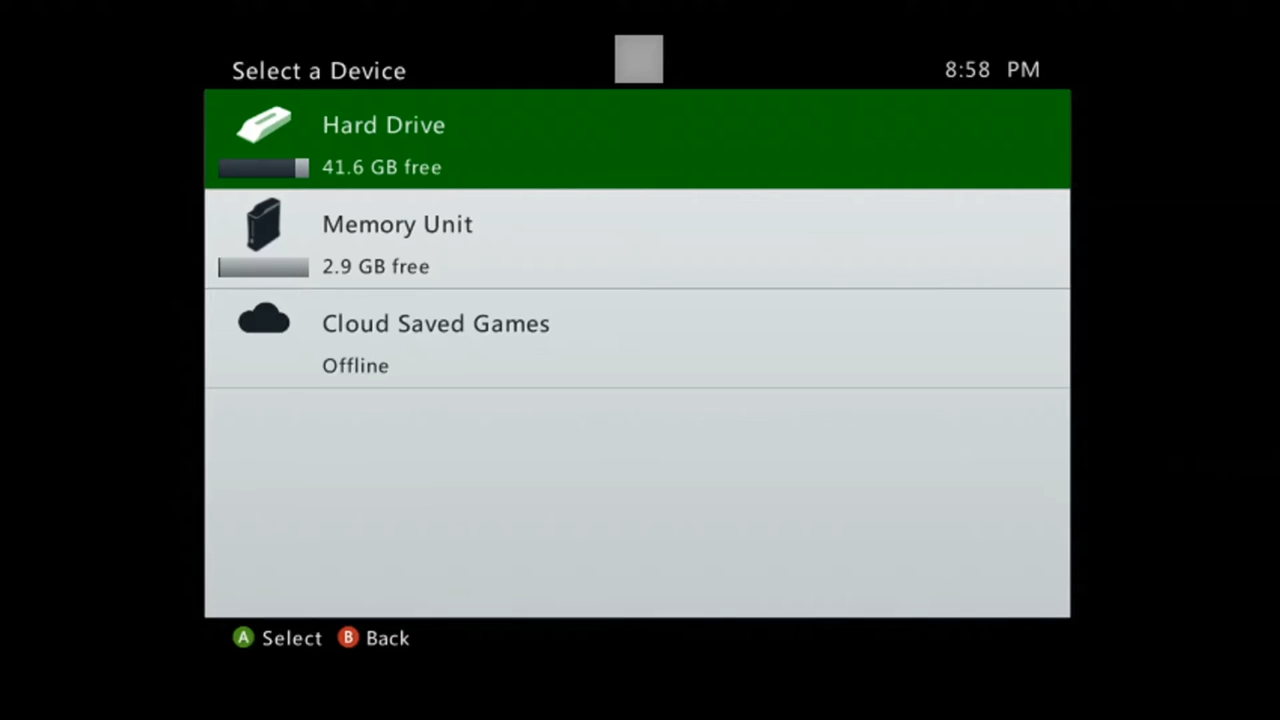 Select a Device
8:58 PM
Hard Drive
41.6 GB free
Memory Unit
2.9 GB free
Cloud Saved Games
Offline
A Select B Back